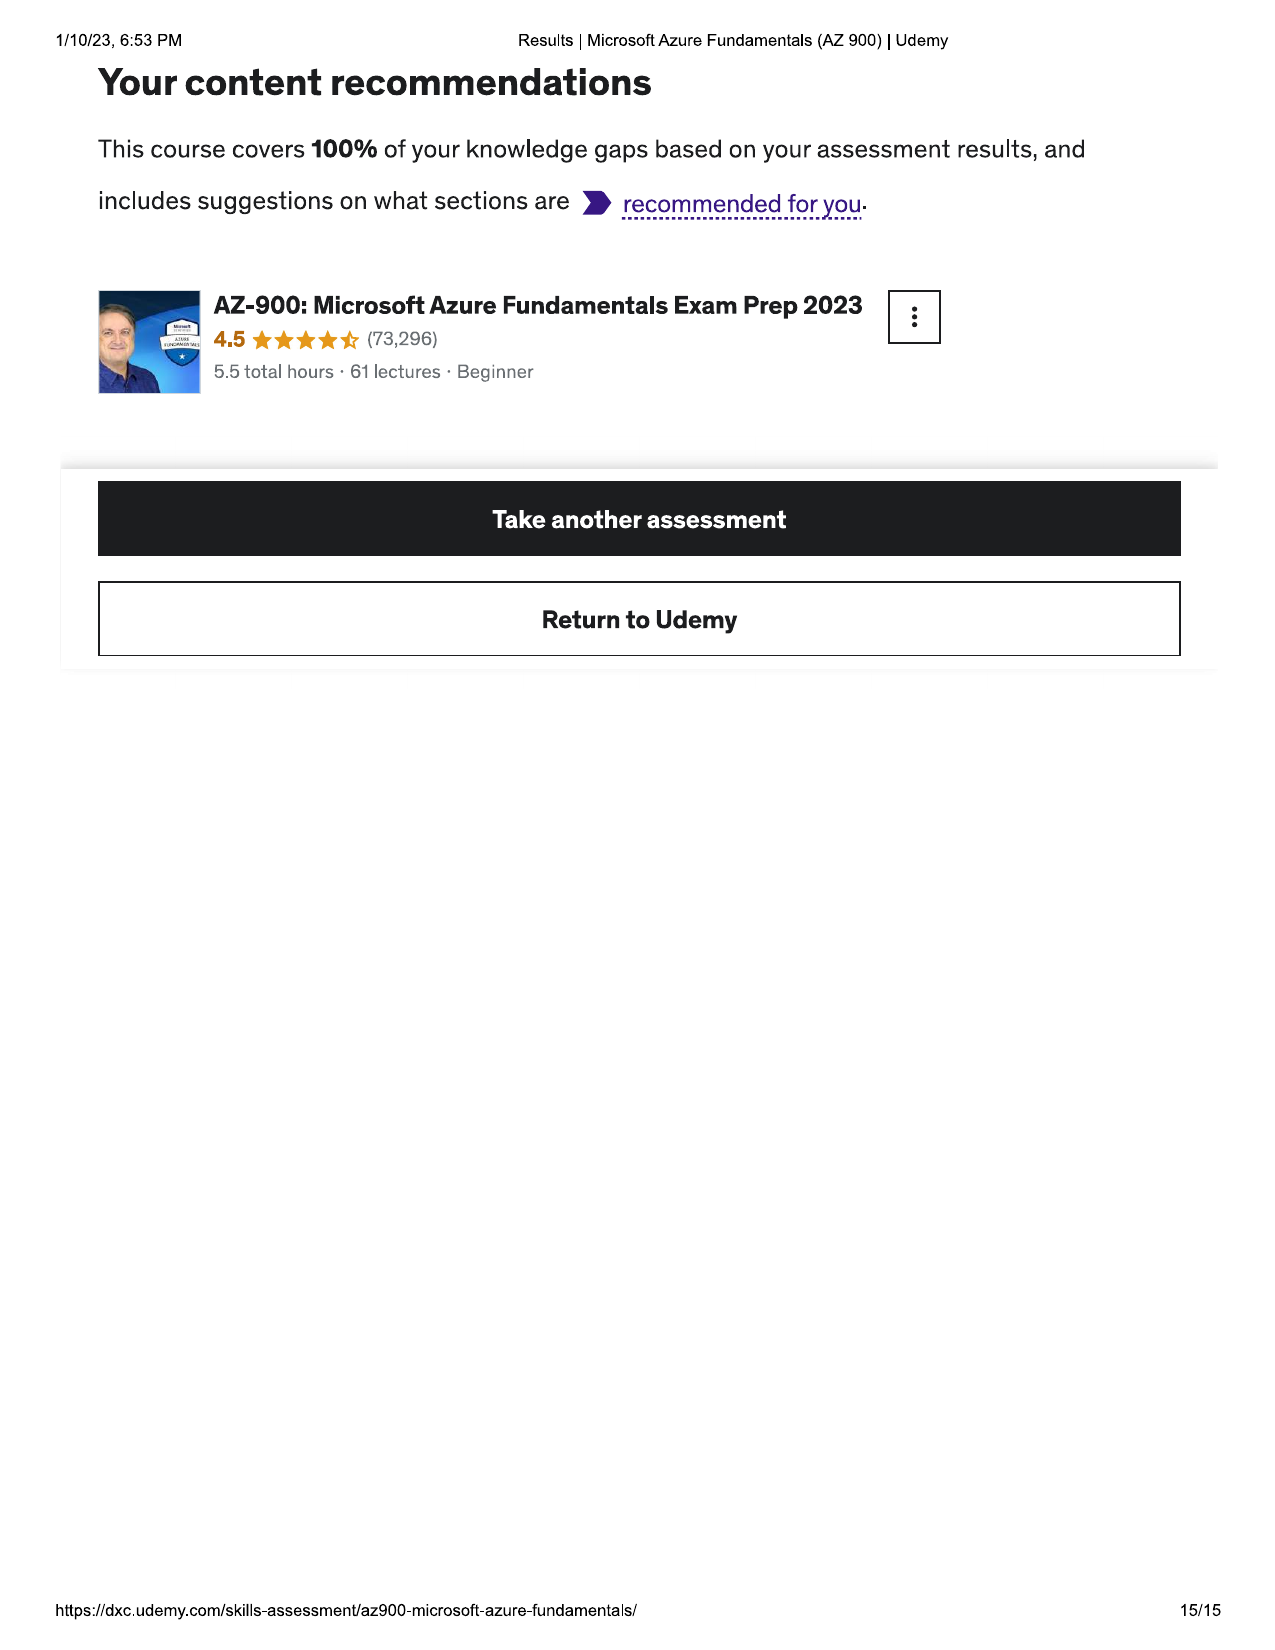 1/10/23, 6:53 PM
Results | Microsoft Azure Fundamentals (AZ 900) | Udemy
Your content recommendations
This course covers 100% of your knowledge gaps based on your assessment results, and
includes suggestions on what sections are recommended for you.
AZ-900: Microsoft Azure Fundamentals Exam Prep 2023
4.5 (73,296)
5.5 total hours · 61 lectures · Beginner
Microsoft
AZURE
FUNDAMENTALS
Take another assessment
Return to Udemy
https://dxc.udemy.com/skills-assessment/az900-microsoft-azure-fundamentals/
15/15